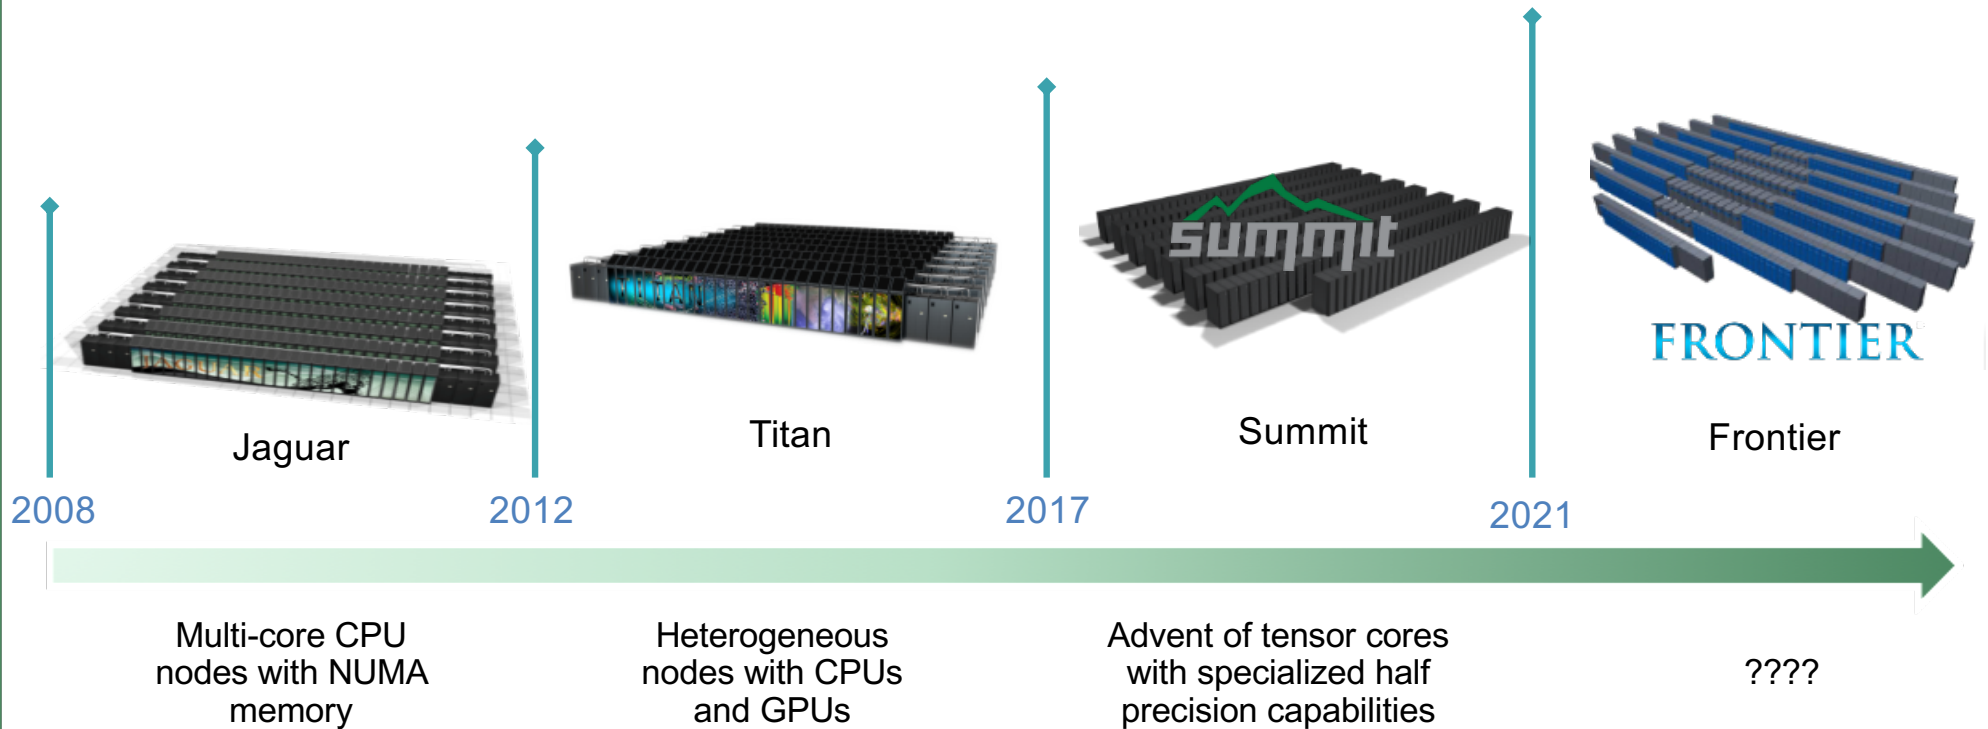 summit
FRONTIER
Jaguar
Titan
Summit
Frontier
2008
2012
2017
2021
Multi-core CPU
nodes with NUMA
memory
Heterogeneous
nodes with CPUs
and GPUs
Advent of tensor cores
with specialized half
precision capabilities
????